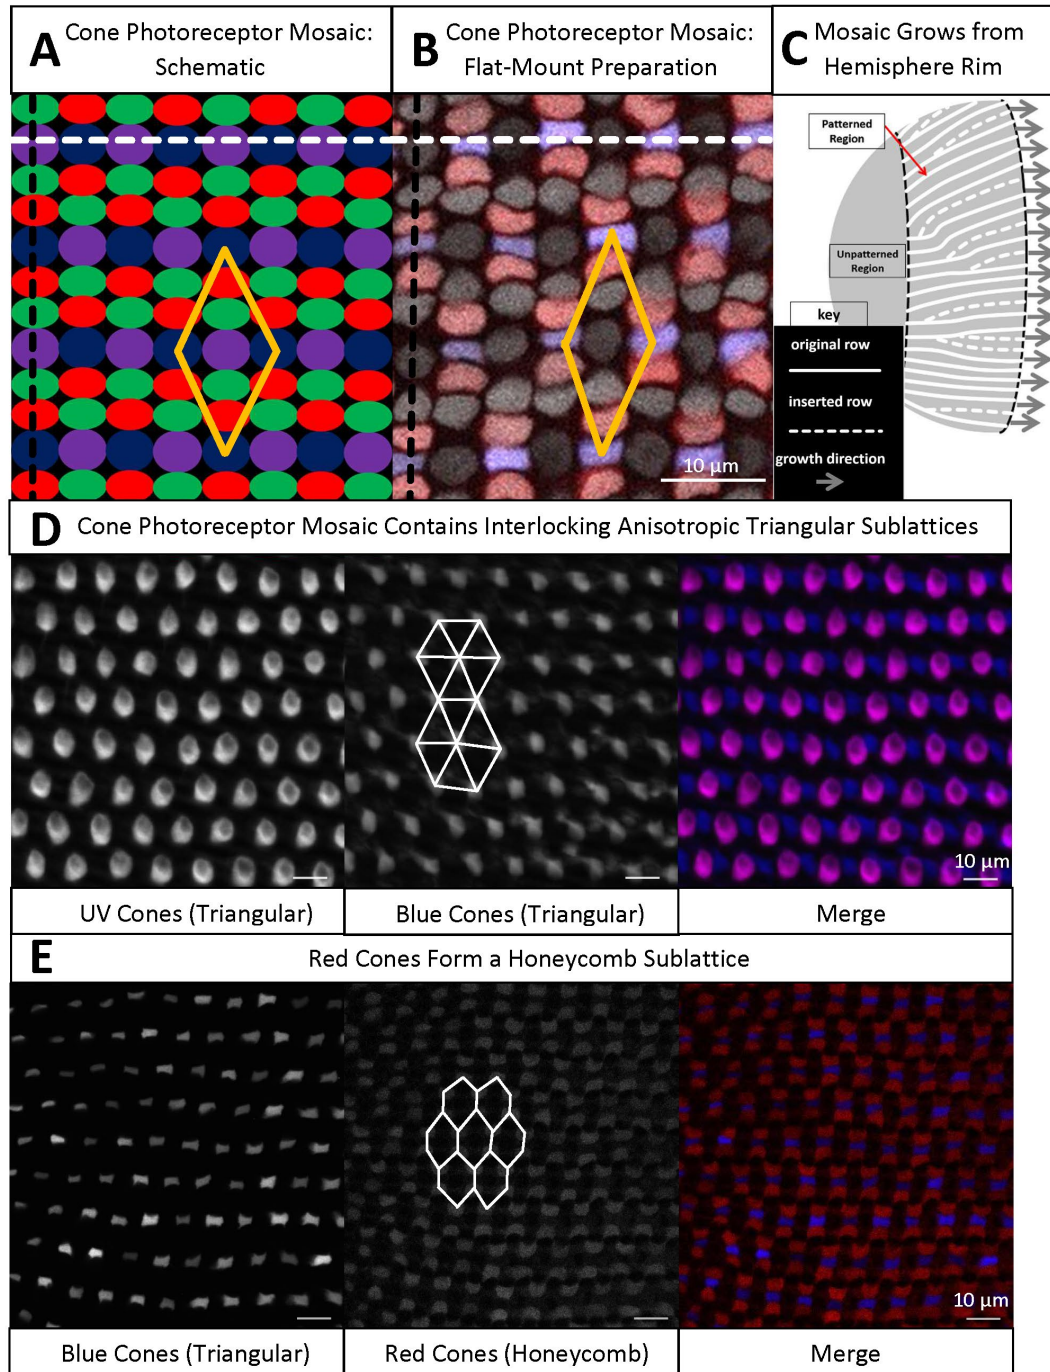 A
Cone Photoreceptor Mosaic:
Schematic
B
Cone Photoreceptor Mosaic:
Flat-Mount Preparation
C
Mosaic Grows from
Hemisphere Rim
Patterned
Region
Unpatterned
Region
key
original row
inserted row
growth direction
10 µm
D
Cone Photoreceptor Mosaic Contains Interlocking Anisotropic Triangular Sublattices
10 µm
UV Cones (Triangular)
Blue Cones (Triangular)
Merge
E
Red Cones Form a Honeycomb Sublattice
10 µm
Blue Cones (Triangular)
Red Cones (Honeycomb)
Merge